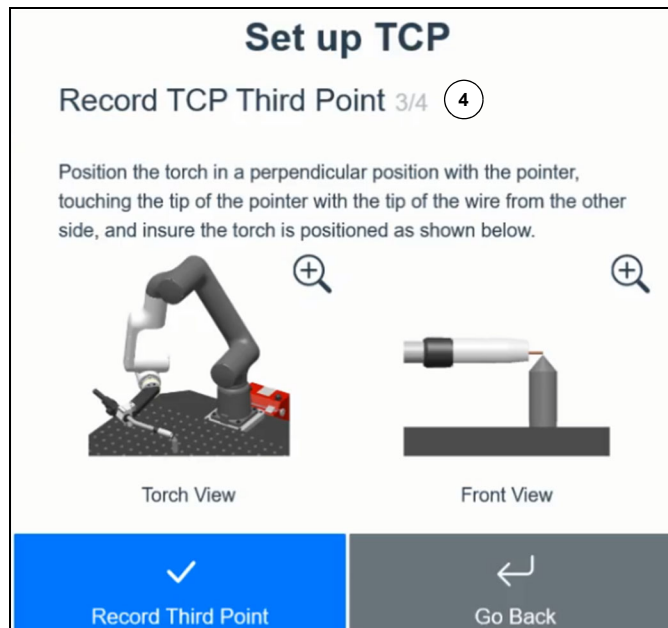 Set up TCP
Record TCP Third Point 3/4 4
Position the torch in a perpendicular position with the pointer,
touching the tip of the pointer with the tip of the wire from the other
side, and insure the torch is positioned as shown below.
Torch View Front View
Record Third Point Go Back